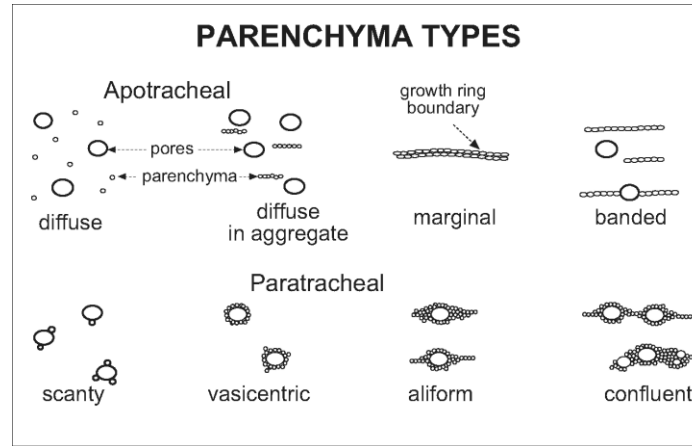 PARENCHYMA TYPES
Apotracheal
growth ring
boundary
pores
parenchyma
diffuse
diffuse
in aggregate
marginal
banded
Paratracheal
scanty
vasicentric
aliform
confluent